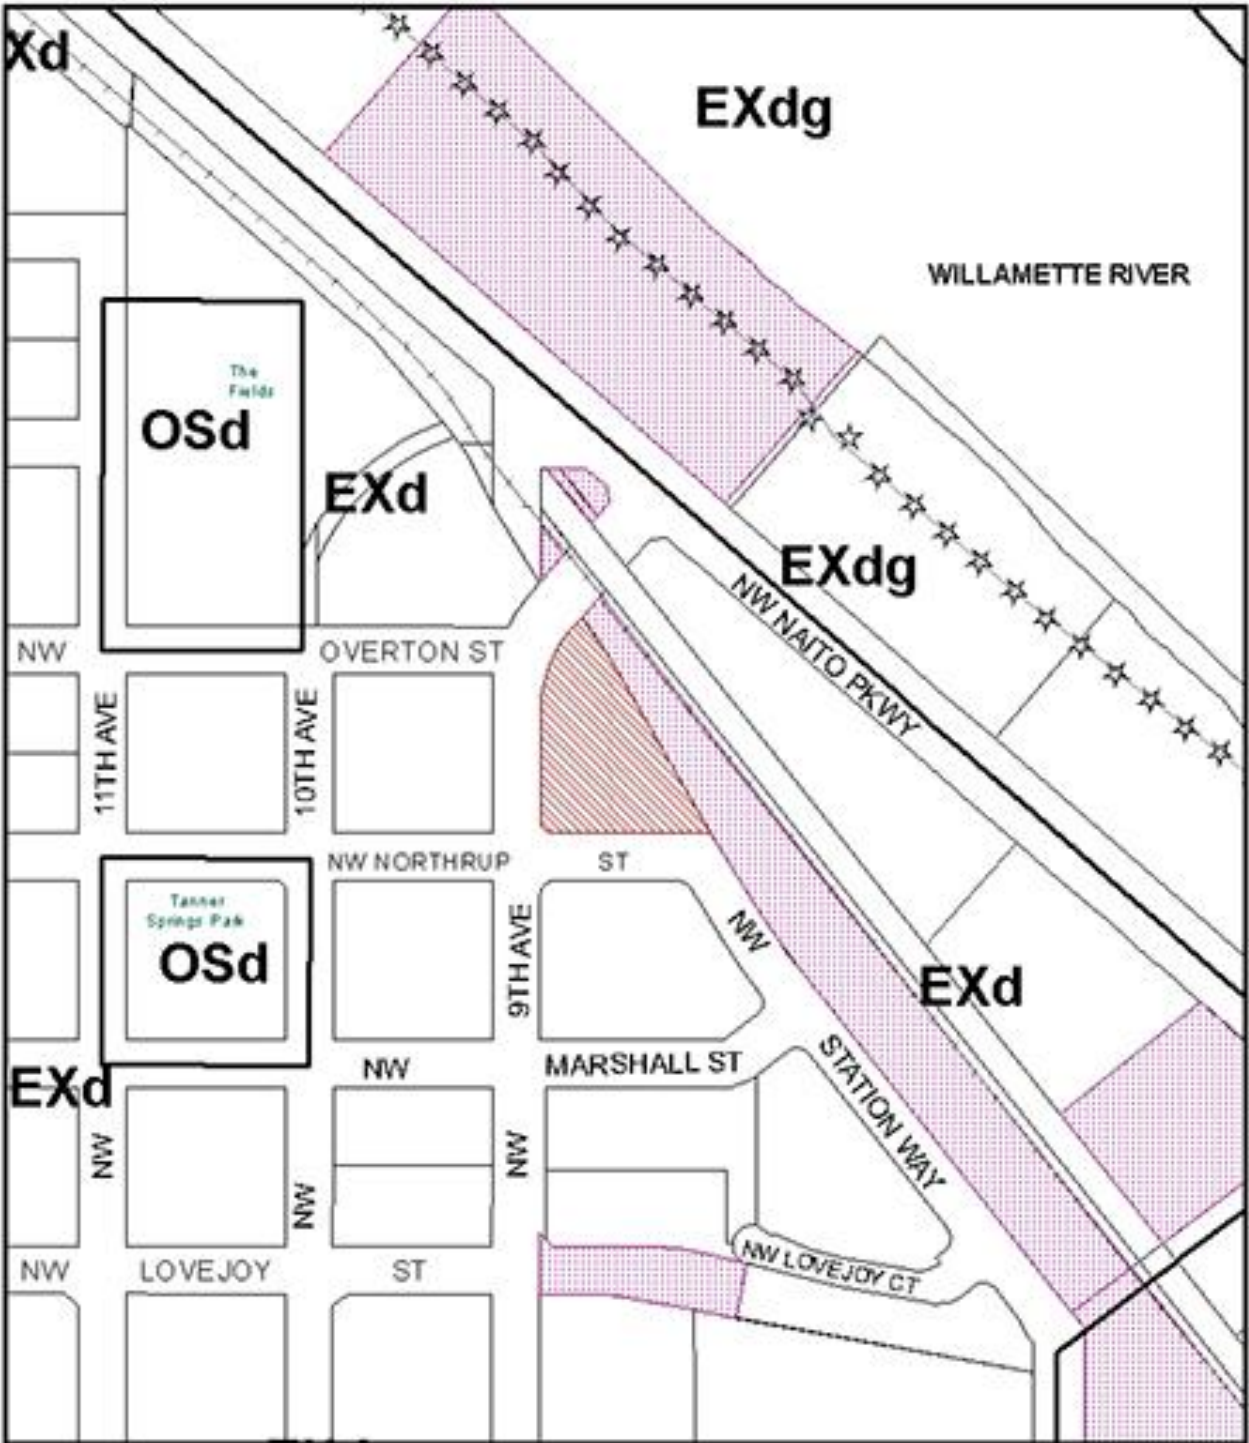 Xd
EXdg
WILLAMETTE RIVER
The
Fields
OSd
EXd
EXdg
NW NAITO PKWY
NW
OVERTON ST
11TH AVE
10TH AVE
NW NORTHRUP
ST
Tanner
Springs Park
OSd
9TH AVE
NW
EXd
NW
MARSHALL ST
STATION WAY
EXd
NW
NW
NW
NW LOVEJOY CT
NW
LOVEJOY
ST